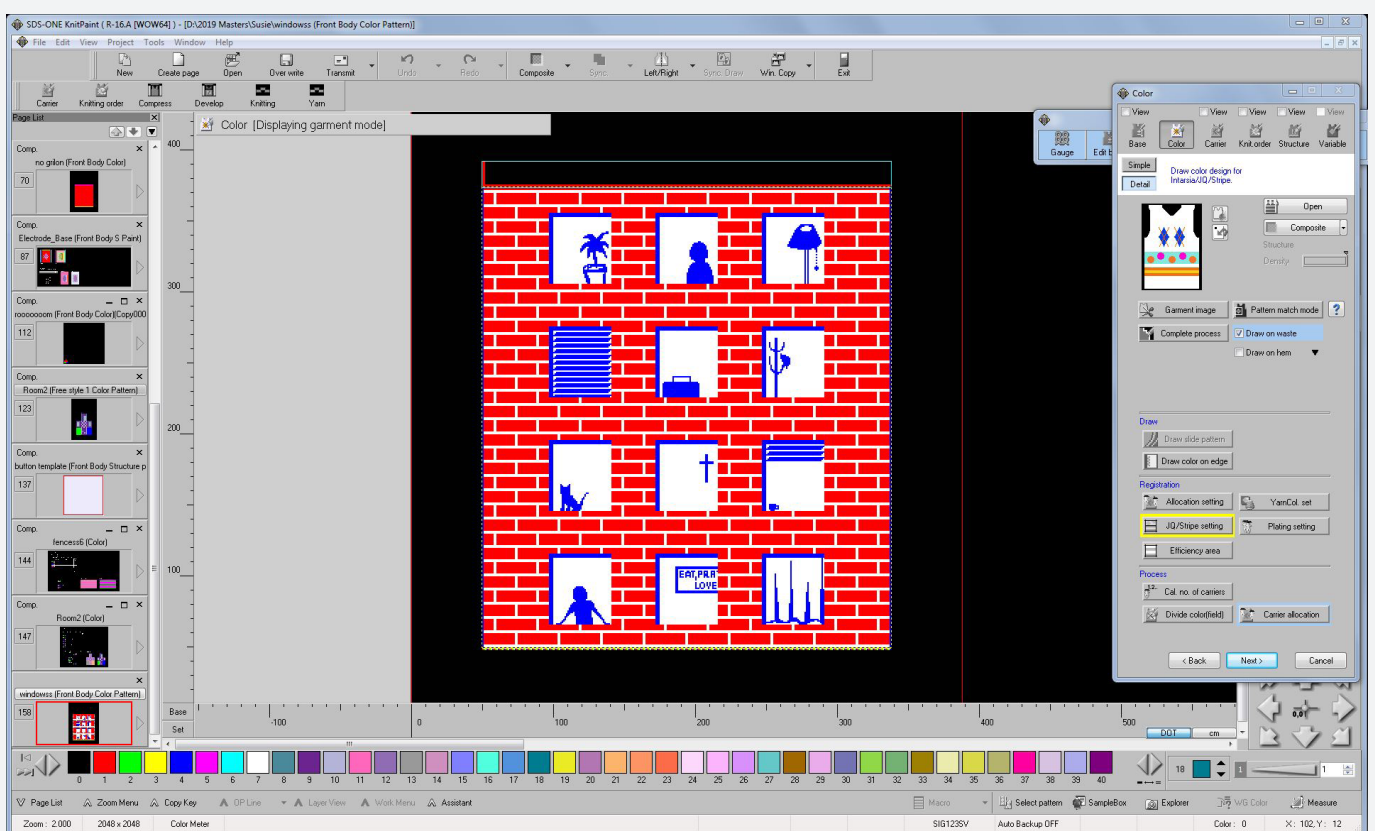 SDS-ONE KnitPaint ( R-16.A [WOW64] ) - [D:\2019 Masters\Susie\windowss (Front Body Color Pattern)]
File Edit View Project Tools Window Help
New Create page Open Over write Transmit Undo Redo Composite Sync. Left/Right Sync. Draw Win. Copy Exit
Carrier Knitting order Compress Develop Knitting Yarn
Page List
Color [Displaying garment mode]
Comp.
no grilon (Front Body Color)
70
Comp.
Electrode_Base (Front Body S Paint)
87
Comp.
rooooooom (Front Body Color)(Copy000
112
Comp.
Room2 (Free style 1 Color Pattern)
123
Comp.
button template (Front Body Structure p
137
Comp.
fencess6 (Color)
144
Comp.
Room2 (Color)
147
windowss (Front Body Color Pattern)
158
400
300
200
100
Base
Set
-100 0 100 200 300 400 500
EAT,PRA
LOVE
Gauge
Color
View View View View View
Base Color Carrier Knit.order Structure Variable
Simple
Detail
Draw color design for
Intarsia/JQ/Stripe.
Open
Composite
Structure
Density
Garment image Pattern match mode ?
Complete process Draw on waste
Draw on hem
Draw
Draw slide pattern
Draw color on edge
Registration
Allocation setting YarnCol. set
JQ/Stripe setting Plating setting
Efficiency area
Process
Cal. no. of carriers
Divide color(field) Carrier allocation
< Back Next > Cancel
0,0
DOT cm
0 1 2 3 4 5 6 7 8 9 10 11 12 13 14 15 16 17 18 19 20 21 22 23 24 25 26 27 28 29 30 31 32 33 34 35 36 37 38 39 40
18 1 1
Page List Zoom Menu Copy Key OP Line Layer View Work Menu Assistant Macro Select pattern SampleBox Explorer WG Color Measure
Zoom : 2.000 2048 x 2048 Color Meter SIG123SV Auto Backup OFF Color : 0 X: 102, Y: 12